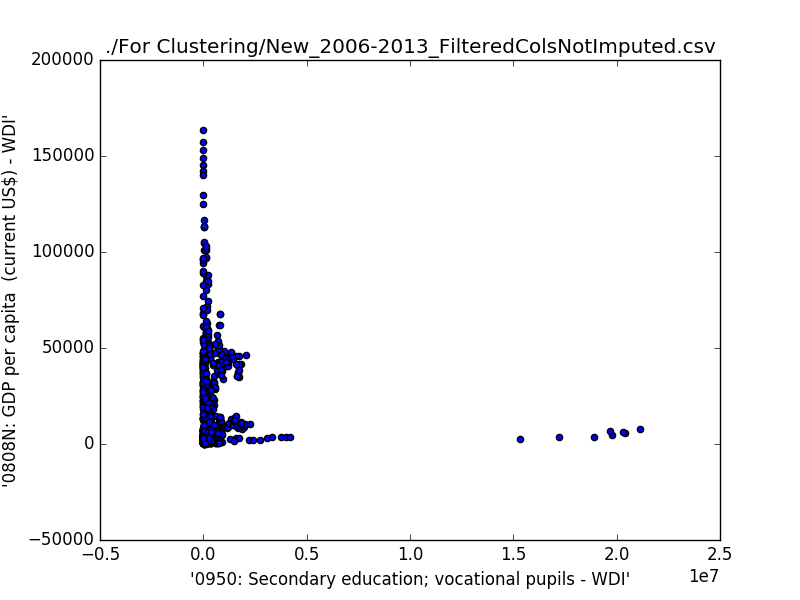 ./For Clustering/New_2006-2013_FilteredColsNotImputed.csv
200000
150000
100000
50000
0
−50000
'0808N: GDP per capita  (current US$) - WDI'
−0.5 0.0 0.5 1.0 1.5 2.0 2.5
1e7
'0950: Secondary education; vocational pupils - WDI'